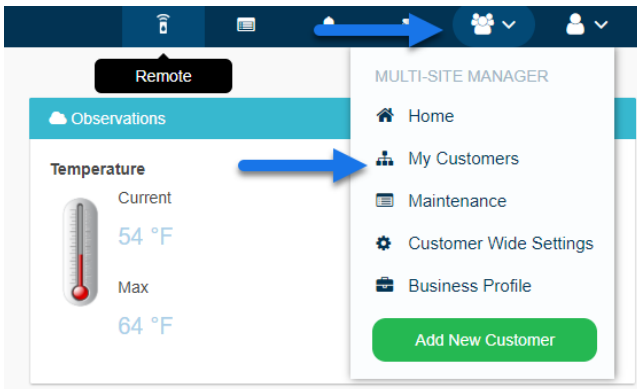 Remote
MULTI-SITE MANAGER
Observations
Home
My Customers
Temperature
Current
Maintenance
54 °F
Customer Wide Settings
Max
Business Profile
64 °F
Add New Customer